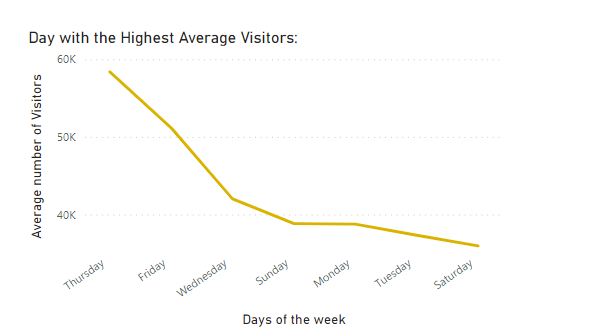 Day with the Highest Average Visitors:
Average number of Visitors
60K
50K
40K
Thursday
Friday
Wednesday
Sunday
Monday
Tuesday
Saturday
Days of the week